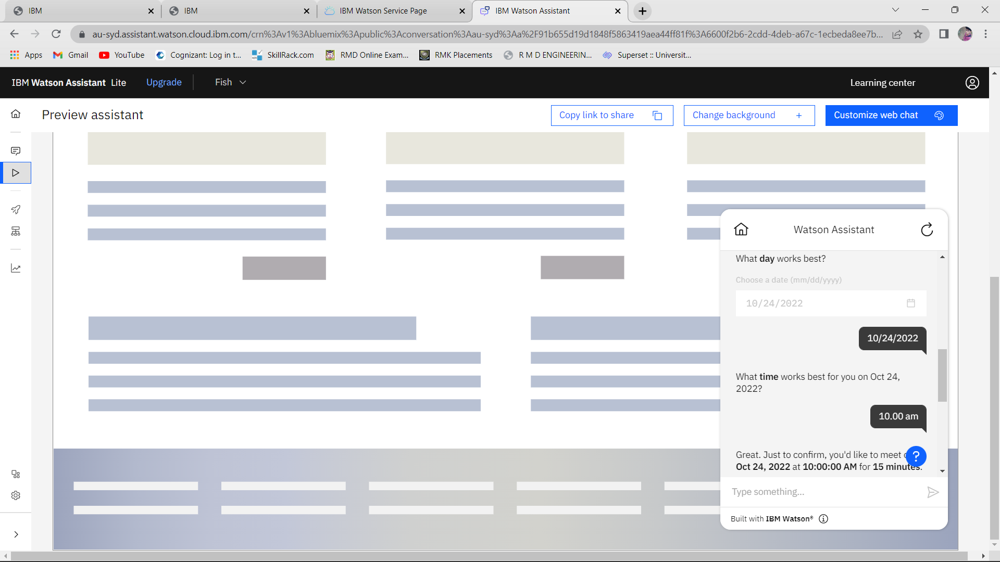 IBM
IBM
IBM Watson Service Page
IBM Watson Assistant
au-syd.assistant.watson.cloud.ibm.com/crn%3Av1%3Abluemix%3Apublic%3Aconversation%3Aau-syd%3Aa%2F91b655d19d1848f5863419aea44ff81f%3A6600f2b6-2cdd-4deb-a67c-1ecbeda8ee7b...
Apps
Gmail
YouTube
Cognizant: Log in t...
SkillRack.com
RMD Online Exam...
RMK Placements
R M D ENGINEERIN...
Superset :: Universit...
IBM Watson Assistant Lite
Upgrade
Fish
Learning center
Preview assistant
Copy link to share
Change background +
Customize web chat
Watson Assistant
What day works best?
Choose a date (mm/dd/yyyy)
10/24/2022
10/24/2022
What time works best for you on Oct 24,
2022?
10.00 am
Great. Just to confirm, you'd like to meet
?
Oct 24, 2022 at 10:00:00 AM for 15 minutes.
Type something...
Built with IBM Watson®